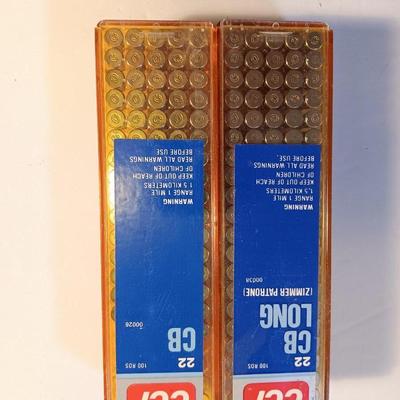 CCI
100 RDS
22
CB
00026
WARNING
RANGE 1 MILE
1.5 KILOMETERS
KEEP OUT OF REACH
OF CHILDREN
READ ALL WARNINGS
BEFORE USE.
CCI
100 RDS
22
CB
LONG
(ZIMMER PATRONE)
00038
WARNING
RANGE 1 MILE
1,5 KILOMETERS
KEEP OUT OF REACH
OF CHILDREN
READ ALL WARNINGS
BEFORE USE.